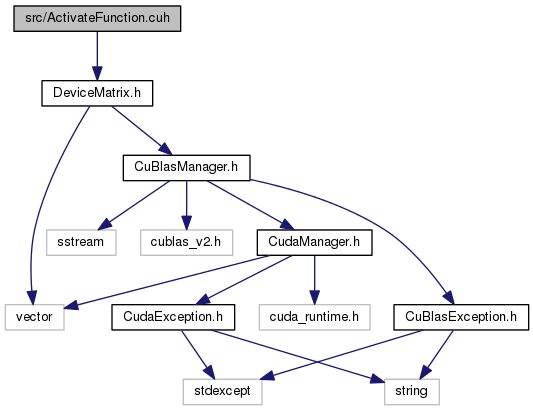 src/ActivateFunction.cuh
DeviceMatrix.h
CuBlasManager.h
sstream
cublas_v2.h
CudaManager.h
vector
CudaException.h
cuda_runtime.h
CuBlasException.h
stdexcept
string